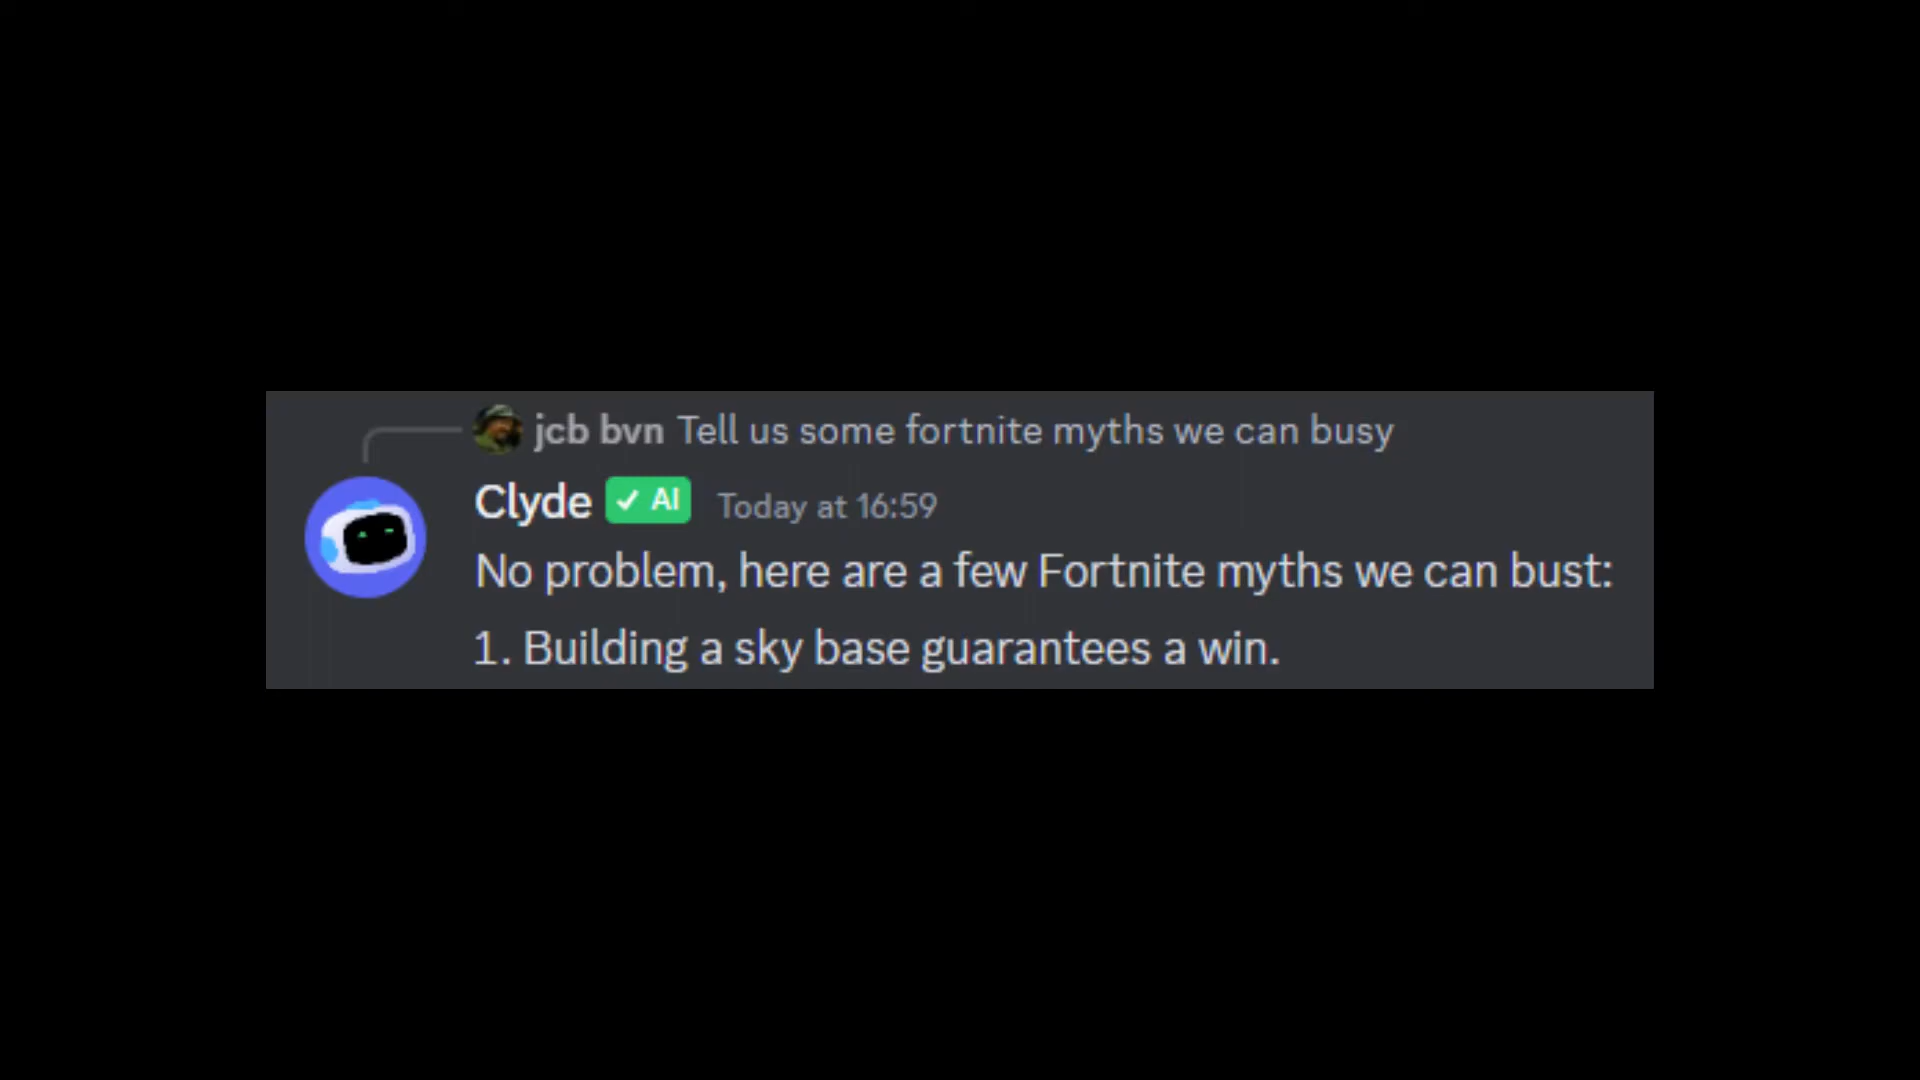 jcb bvn Tell us some fortnite myths we can busy
Clyde ✓ AI Today at 16:59
No problem, here are a few Fortnite myths we can bust:
1. Building a sky base guarantees a win.